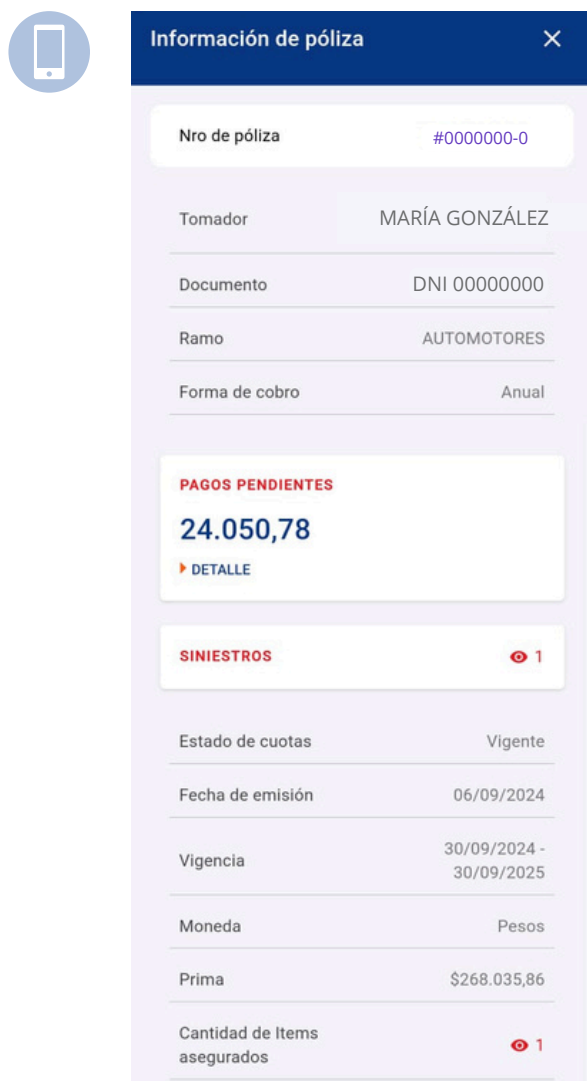 Información de póliza
Nro de póliza #0000000-0
Tomador MARÍA GONZÁLEZ
Documento DNI 00000000
Ramo AUTOMOTORES
Forma de cobro Anual
PAGOS PENDIENTES
24.050,78
DETALLE
SINIESTROS 1
Estado de cuotas Vigente
Fecha de emisión 06/09/2024
Vigencia 30/09/2024 -
30/09/2025
Moneda Pesos
Prima $268.035,86
Cantidad de Items
asegurados 1